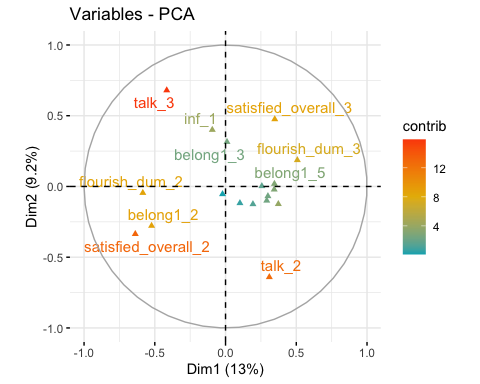 Variables - PCA
1.0
0.5
0.0
-0.5
-1.0
Dim2 (9.2%)
talk_3
satisfied_overall_3
inf_1
flourish_dum_3
belong1_3
belong1_5
flourish_dum_2
belong1_2
satisfied_overall_2
talk_2
-1.0
-0.5
0.0
0.5
1.0
Dim1 (13%)
contrib
12
8
4